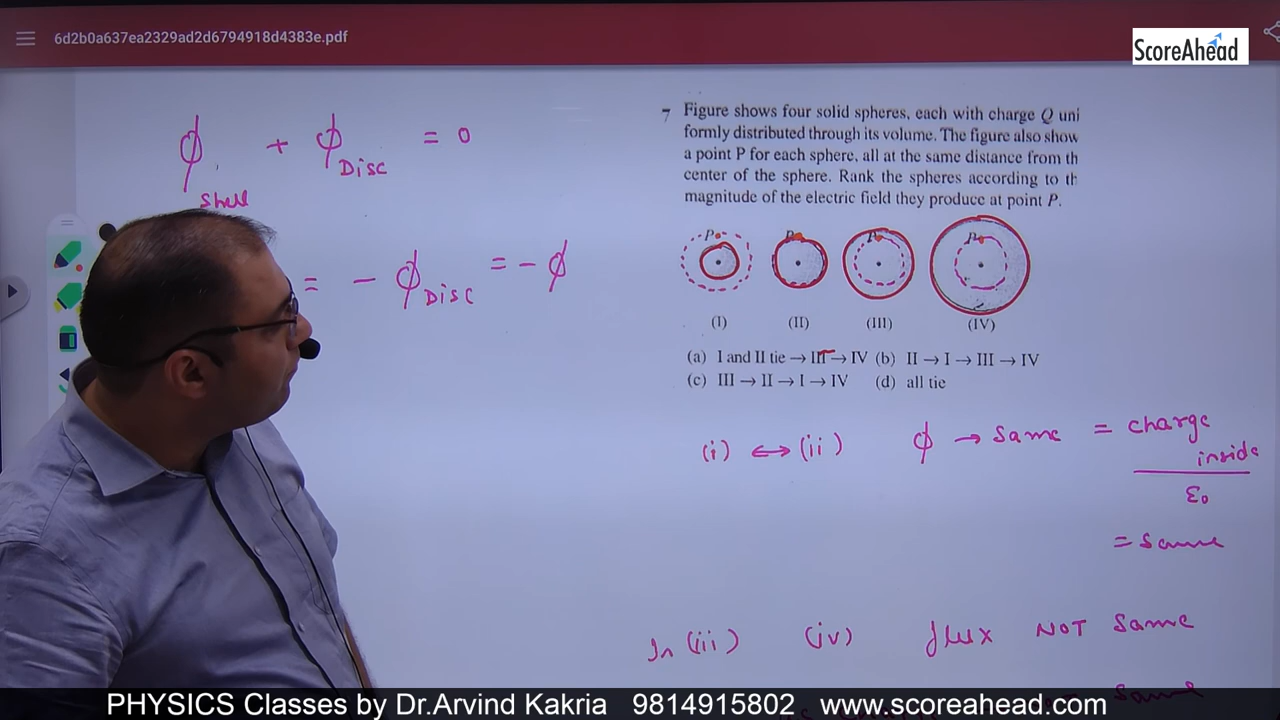 6d2b0a637ea2329ad2d6794918d4383e.pdf
ScoreAhead
ϕ Shell + ϕ Disc = 0
= - ϕ Disc = - ϕ
7 Figure shows four solid spheres, each with charge Q uni
formly distributed through its volume. The figure also show
a point P for each sphere, all at the same distance from th
center of the sphere. Rank the spheres according to th
magnitude of the electric field they produce at point P.
P P P P
(I) (II) (III) (IV)
(a) I and II tie → III → IV (b) II → I → III → IV
(c) III → II → I → IV (d) all tie
(i) ↔ (ii) ϕ → Same = charge inside / ε₀
= Same
(iv) flux NOT Same
PHYSICS Classes by Dr.Arvind Kakria 9814915802 www.scoreahead.com